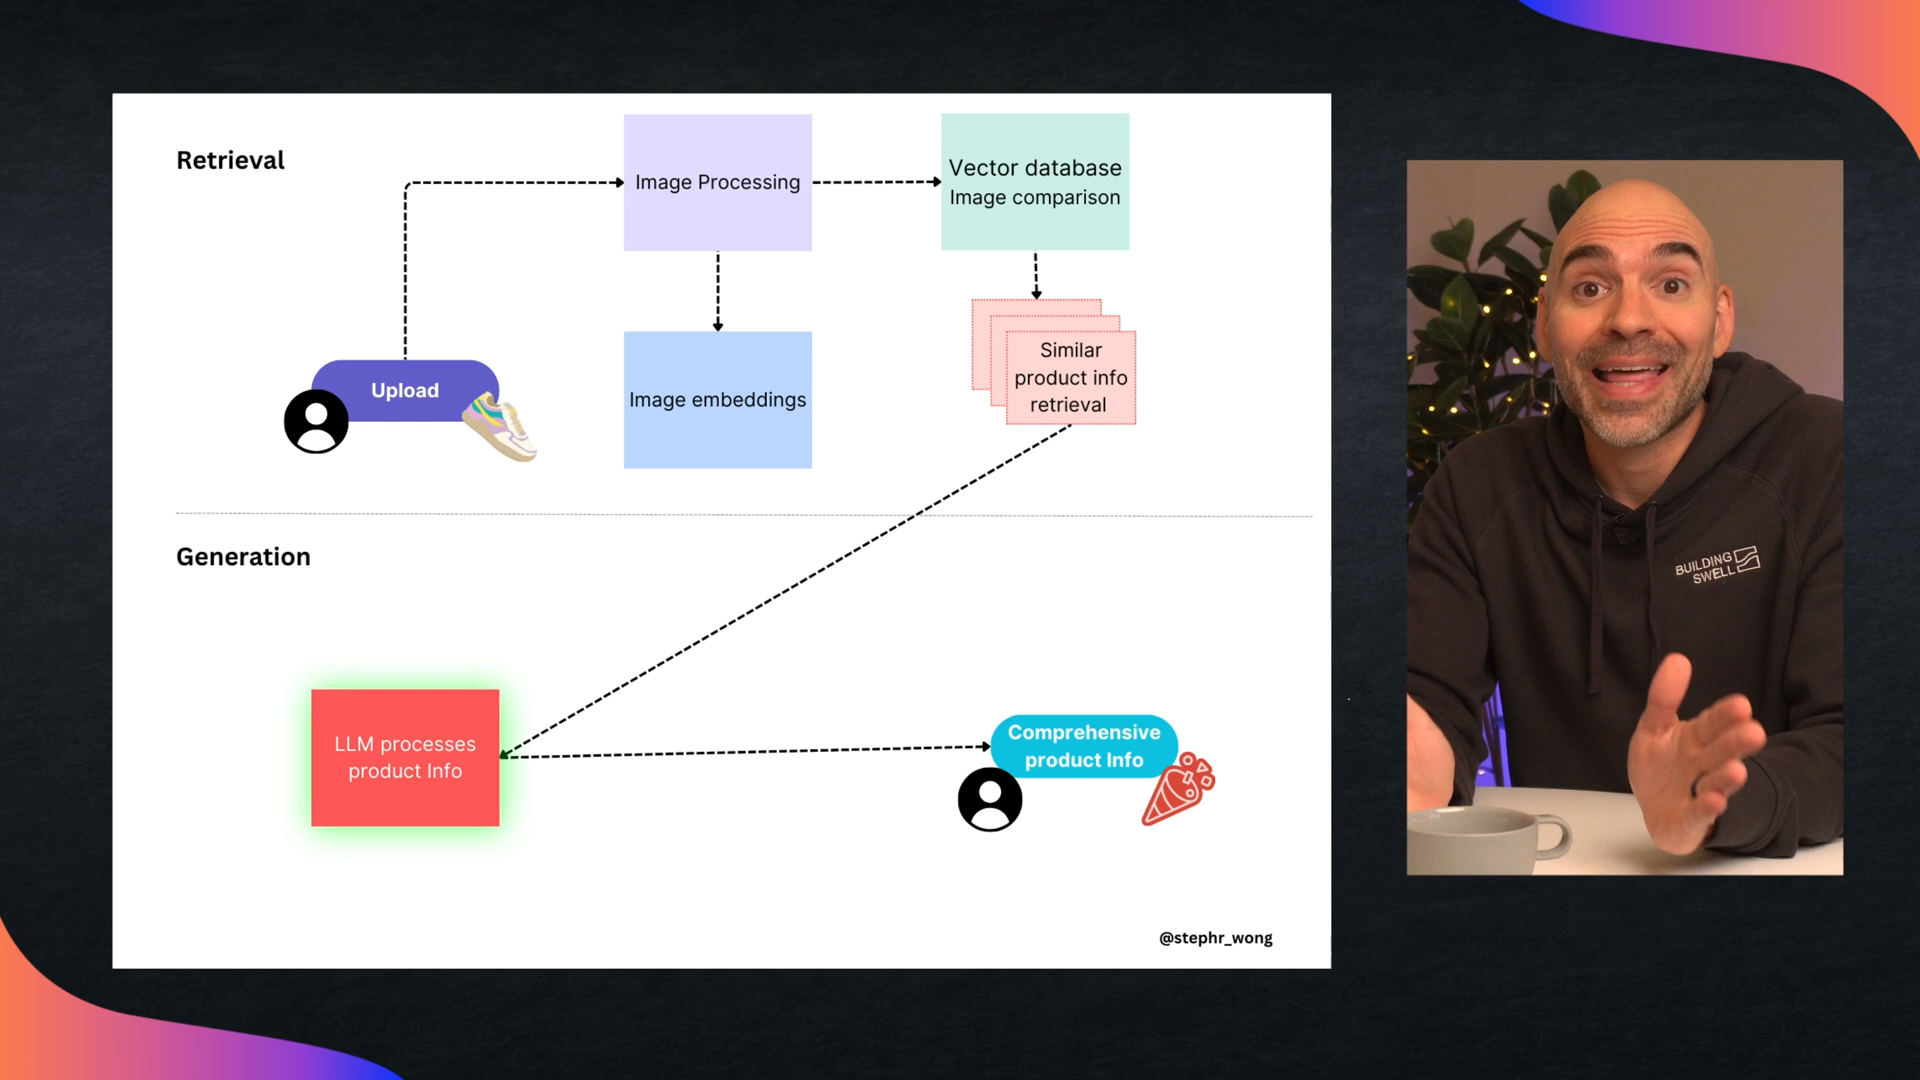 Retrieval
Image Processing
Vector database
Image comparison
Upload
Image embeddings
Similar
product info
retrieval
Generation
LLM processes
product Info
Comprehensive
product Info
@stephr_wong
BUILDING
SWELL